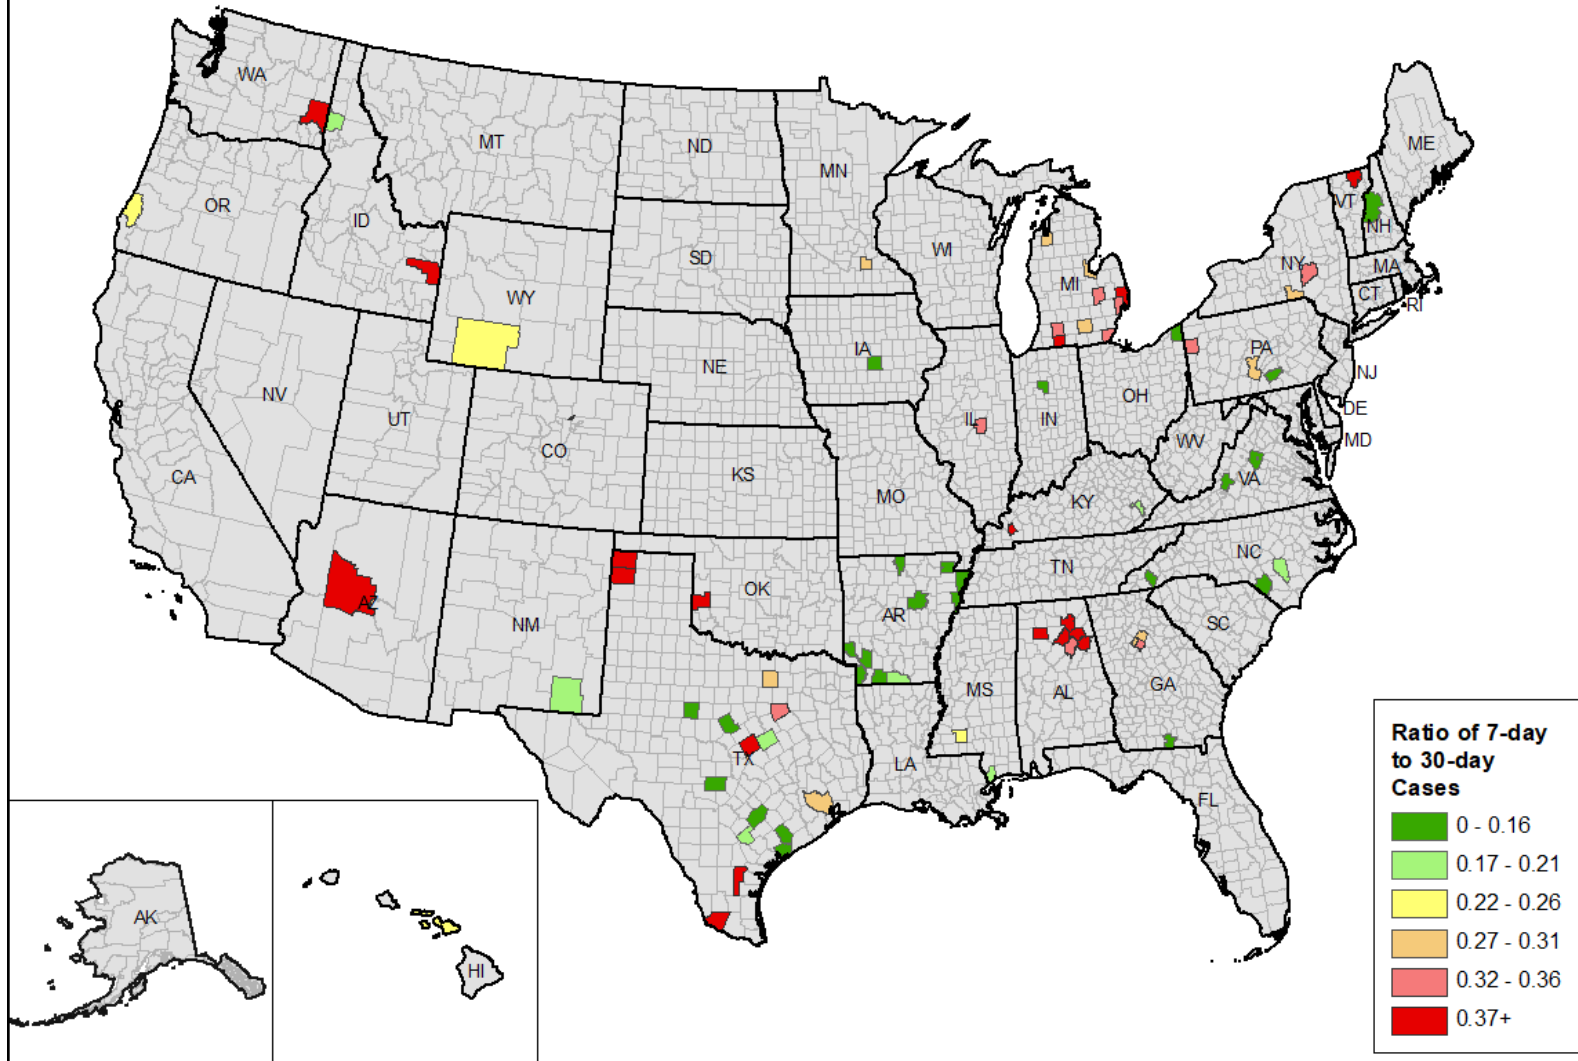 WA
MT
ND
MN
ME
OR
ID
SD
WI
VT
NH
WY
MI
NY
MA
CT
RI
NE
IA
PA
NJ
NV
UT
CO
IL
IN
OH
DE
MD
WV
CA
KS
MO
KY
VA
AZ
NM
OK
AR
TN
NC
SC
MS
AL
GA
TX
LA
FL
AK
HI
Ratio of 7-day
to 30-day
Cases
0 - 0.16
0.17 - 0.21
0.22 - 0.26
0.27 - 0.31
0.32 - 0.36
0.37+